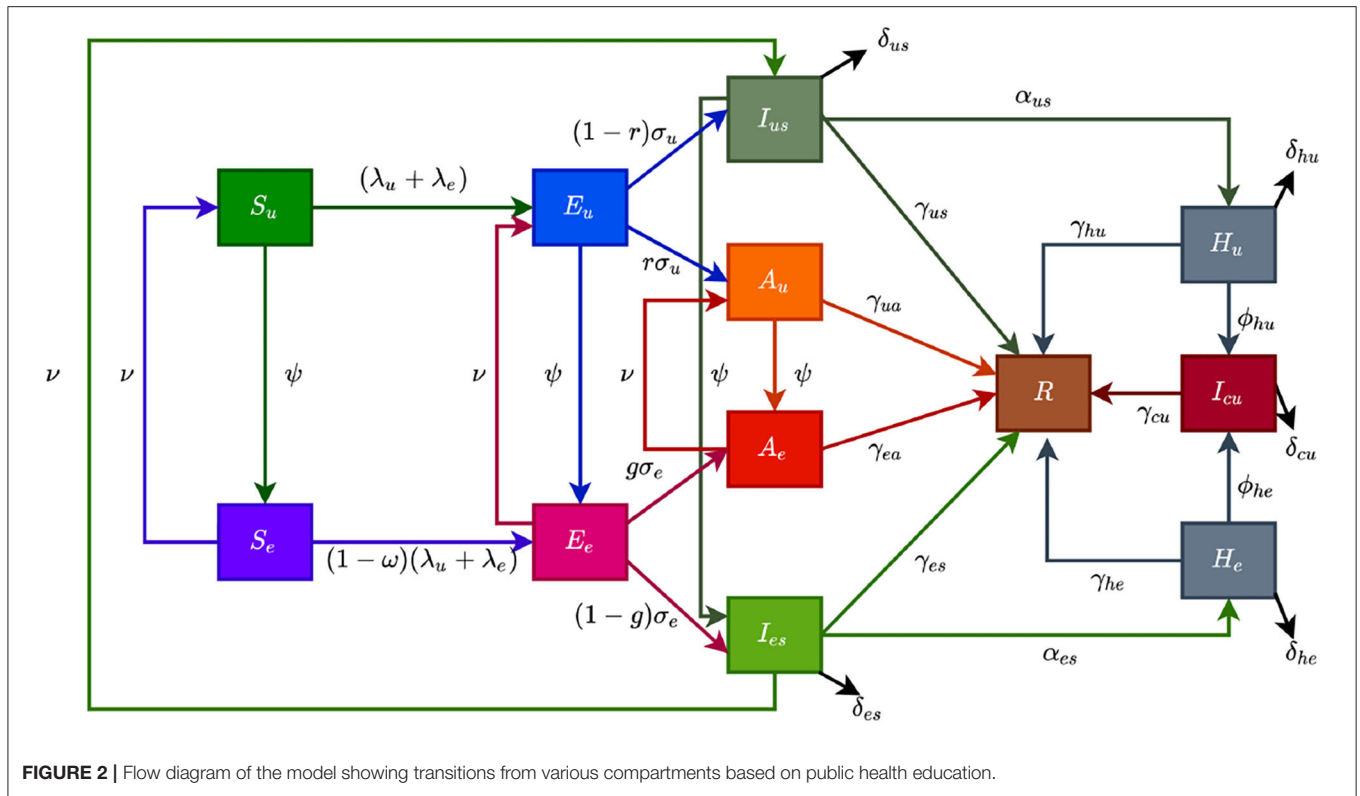 δ_us
I_us
α_us
(1 − r)σ_u
δ_hu
(λ_u + λ_e)
S_u
E_u
γ_us
γ_hu
H_u
rσ_u
A_u
γ_ua
φ_hu
ν
ν
ψ
ν
ψ
ν
ψ
ψ
R
I_cu
γ_cu
A_e
γ_ea
δ_cu
gσ_e
φ_he
S_e
(1 − ω)(λ_u + λ_e)
E_e
γ_es
γ_he
H_e
(1 − g)σ_e
I_es
α_es
δ_he
δ_es
FIGURE 2 | Flow diagram of the model showing transitions from various compartments based on public health education.